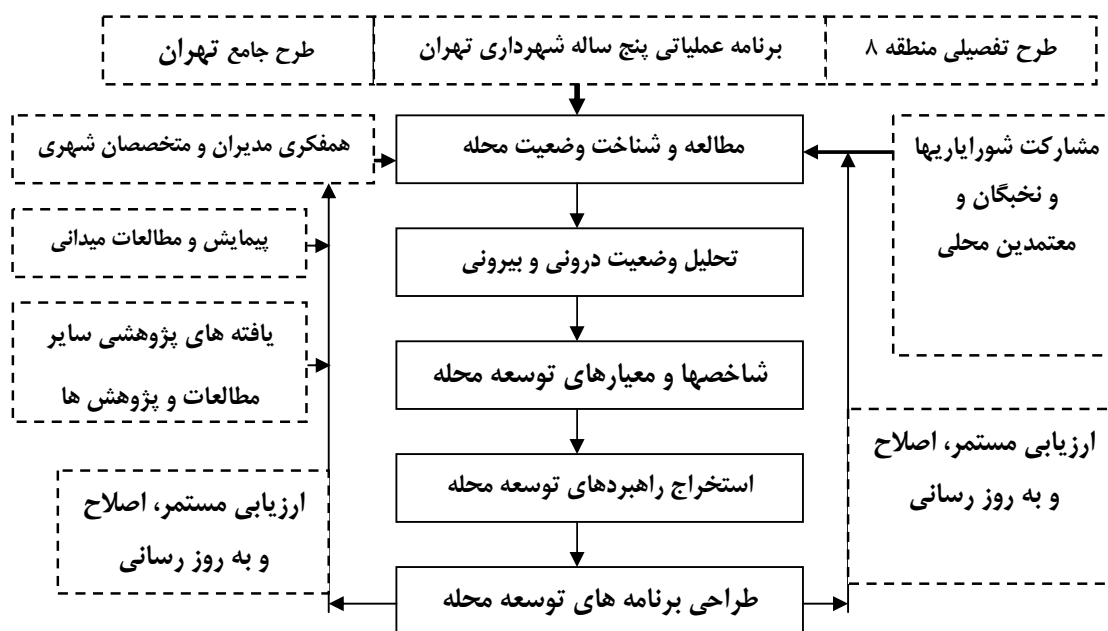 طرح تفصیلی منطقه ۸
برنامه عملیاتی پنج ساله شهرداری تهران
طرح جامع تهران
مشارکت شورایاریها
و نخبگان و
معتمدین محلی
مطالعه و شناخت وضعیت محله
همفکری مدیران و متخصصان شهری
تحلیل وضعیت درونی و بیرونی
پیمایش و مطالعات میدانی
شاخصها و معیارهای توسعه محله
یافته های پژوهشی سایر
مطالعات و پژوهش ها
ارزیابی مستمر، اصلاح
و به روز رسانی
استخراج راهبردهای توسعه محله
ارزیابی مستمر، اصلاح
و به روز رسانی
طراحی برنامه های توسعه محله